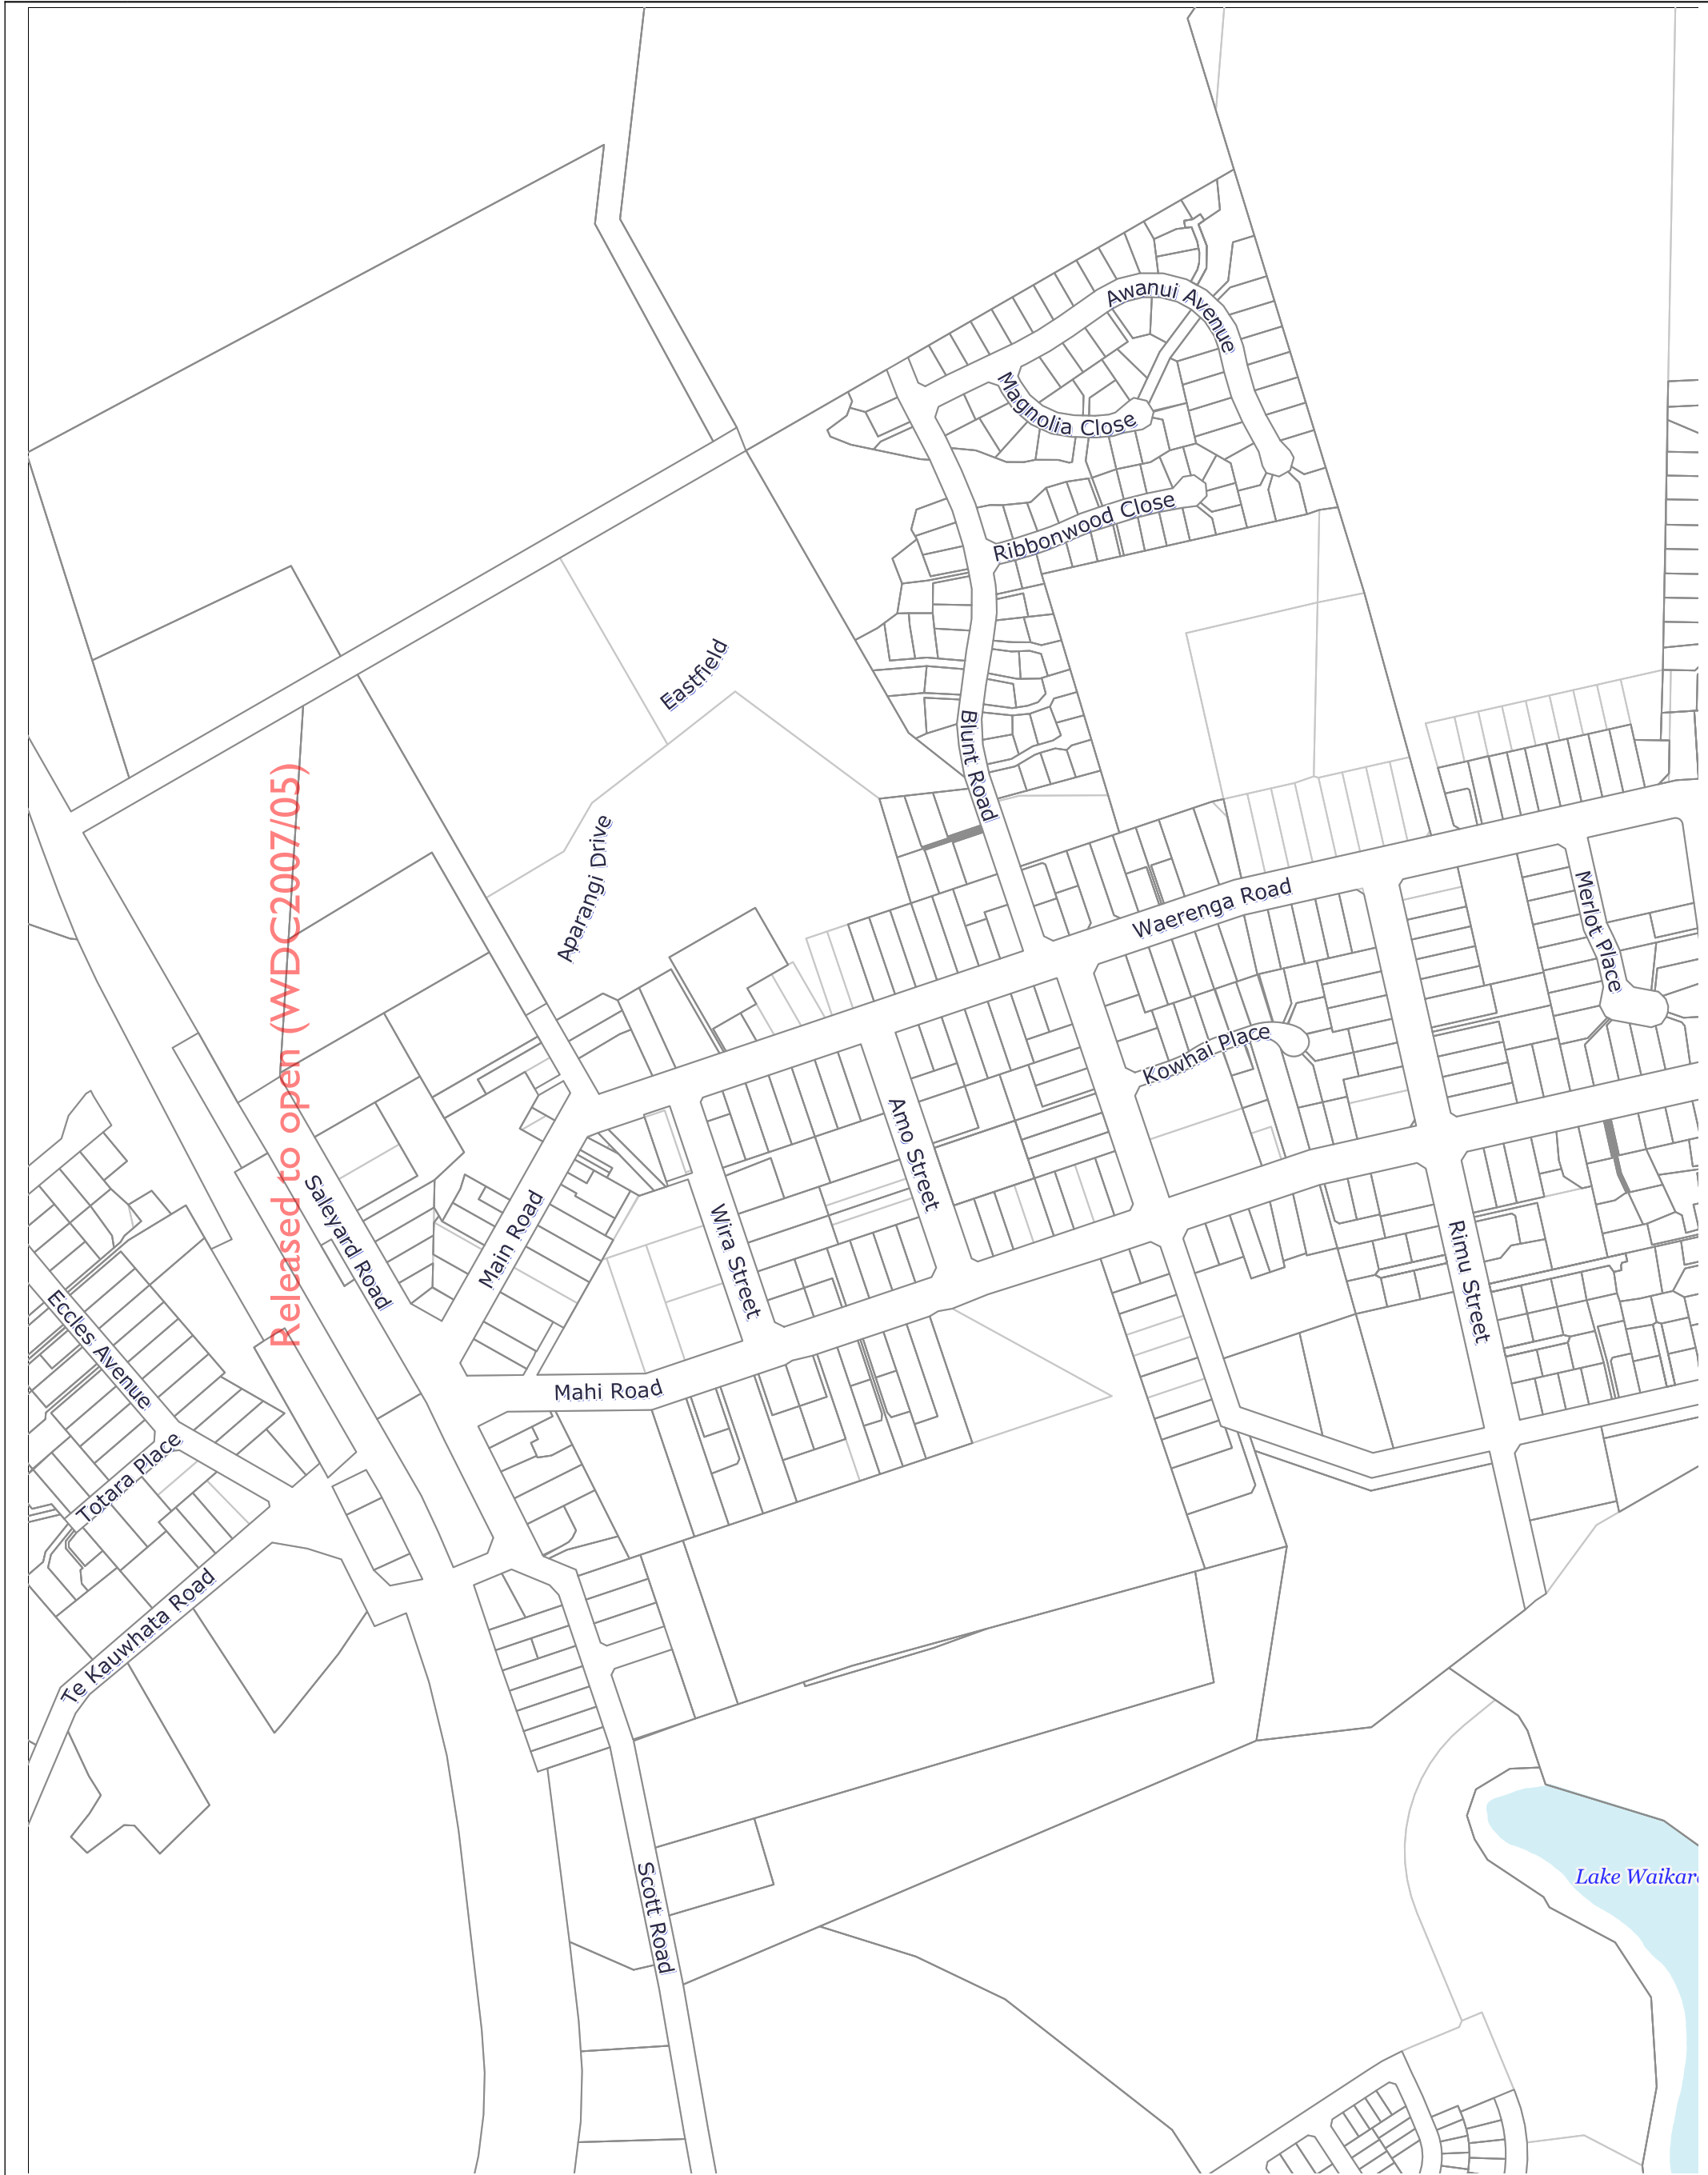 Awanui Avenue
Magnolia Close
Ribbonwood Close
Eastfield
Blunt Road
Aparangi Drive
Released to open (WDC2007/05)
Waerenga Road
Merlot Place
Kowhai Place
Amo Street
Saleyard Road
Main Road
Wira Street
Rimu Street
Eccles Avenue
Mahi Road
Totara Place
Te Kauwhata Road
Scott Road
Lake Waikar